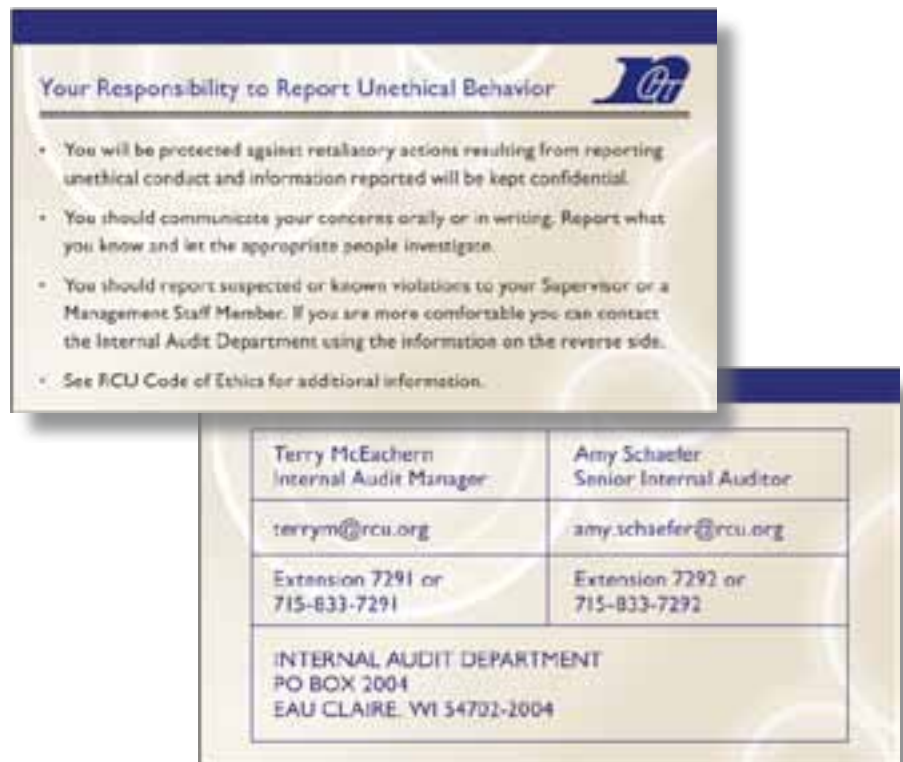 Your Responsibility to Report Unethical Behavior
rcu
• You will be protected against retaliatory actions resulting from reporting
unethical conduct and information reported will be kept confidential.
• You should communicate your concerns orally or in writing. Report what
you know and let the appropriate people investigate.
• You should report suspected or known violations to your Supervisor or a
Management Staff Member. If you are more comfortable you can contact
the Internal Audit Department using the information on the reverse side.
• See RCU Code of Ethics for additional information.
Terry McEachern
Internal Audit Manager
Amy Schaefer
Senior Internal Auditor
terrym@rcu.org
amy.schaefer@rcu.org
Extension 7291 or
715-833-7291
Extension 7292 or
715-833-7292
INTERNAL AUDIT DEPARTMENT
PO BOX 2004
EAU CLAIRE, WI 54702-2004